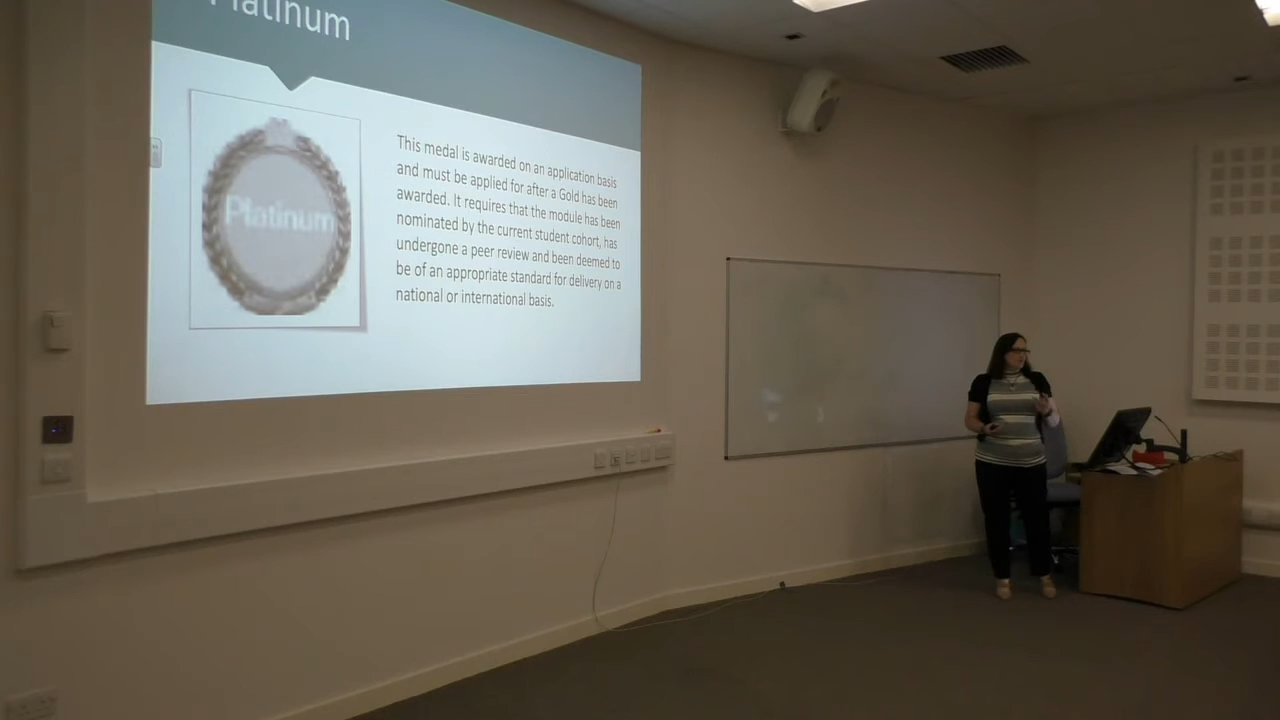 Platinum
Platinum
This medal is awarded on an application basis
and must be applied for after a Gold has been
awarded. It requires that the module has been
nominated by the current student cohort, has
undergone a peer review and been deemed to
be of an appropriate standard for delivery on a
national or international basis.